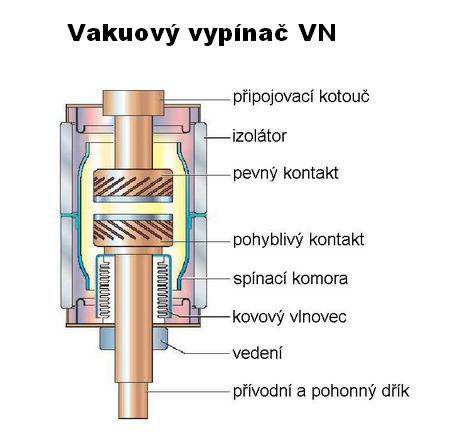 Vakuový vypínač VN
připojovací kotouč
izolátor
pevný kontakt
pohyblivý kontakt
spínací komora
kovový vlnovec
vedení
přívodní a pohonný dřík